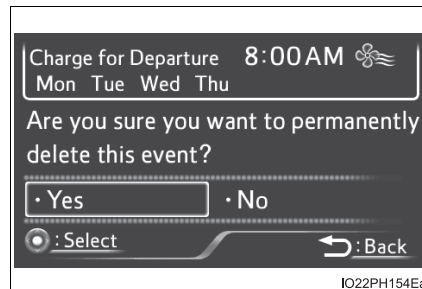 Charge for Departure 8:00AM
Mon Tue Wed Thu
Are you sure you want to permanently
delete this event?
· Yes · No
: Select : Back
IO22PH154Ea